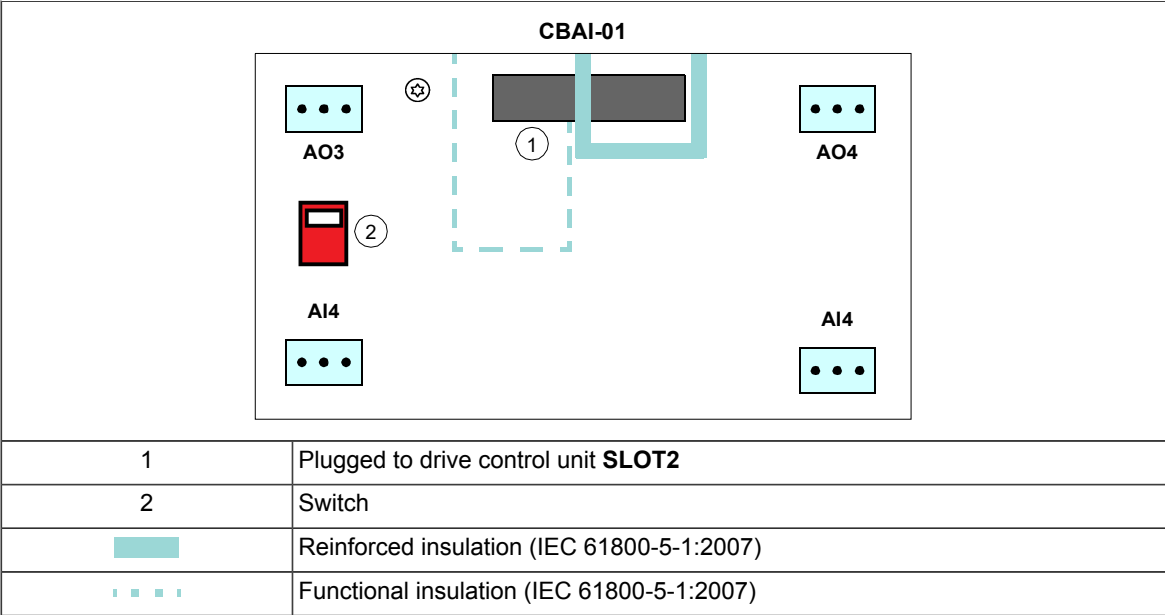 CBAI-01
AO3
1
AO4
2
AI4
AI4
1 Plugged to drive control unit SLOT2
2 Switch
Reinforced insulation (IEC 61800-5-1:2007)
Functional insulation (IEC 61800-5-1:2007)